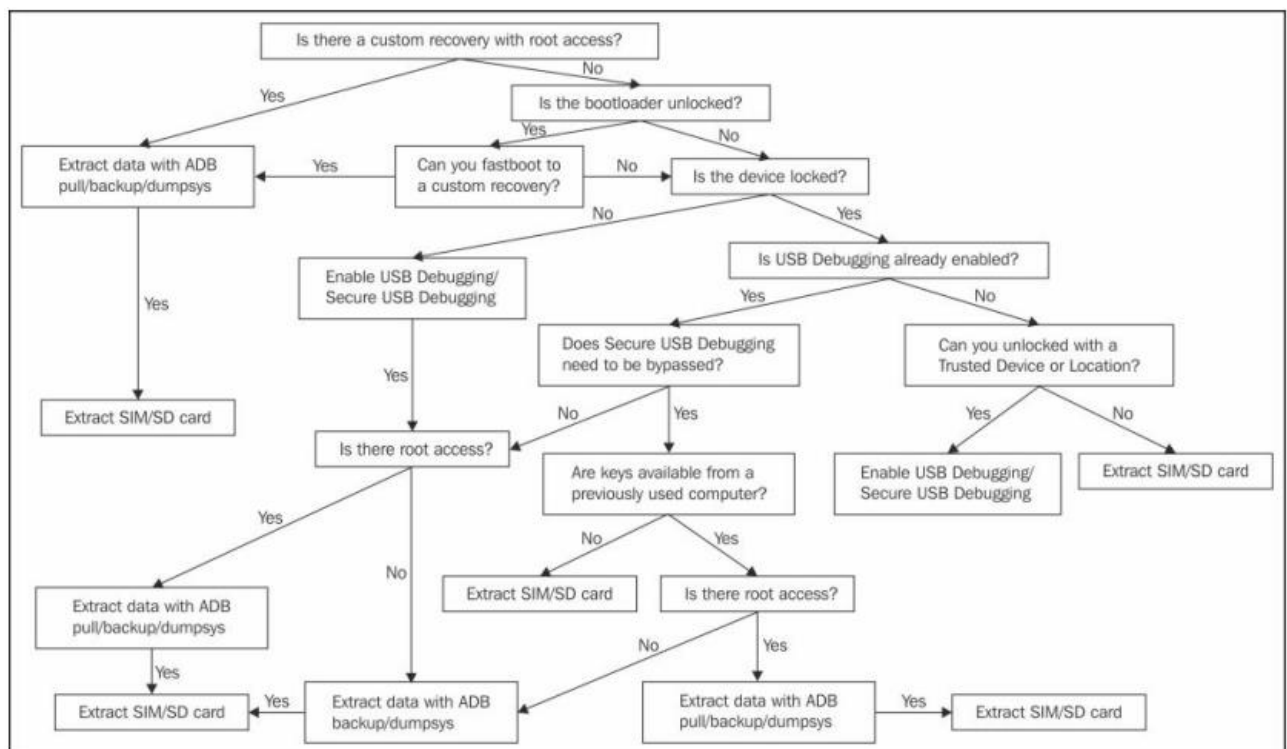 Is there a custom recovery with root access?
No
Yes
Is the bootloader unlocked?
Yes
No
Extract data with ADB
pull/backup/dumpsys
Yes
Can you fastboot to
a custom recovery?
No
Is the device locked?
No
Yes
Is USB Debugging already enabled?
Enable USB Debugging/
Secure USB Debugging
Yes
Yes
No
Does Secure USB Debugging
need to be bypassed?
Can you unlocked with a
Trusted Device or Location?
Yes
Extract SIM/SD card
No
Yes
Yes
No
Is there root access?
Are keys available from a
previously used computer?
Enable USB Debugging/
Secure USB Debugging
Extract SIM/SD card
Yes
No
No
Yes
Extract SIM/SD card
Is there root access?
Extract data with ADB
pull/backup/dumpsys
No
Yes
Yes
Extract SIM/SD card
Yes
Extract data with ADB
backup/dumpsys
Extract data with ADB
pull/backup/dumpsys
Yes
Extract SIM/SD card